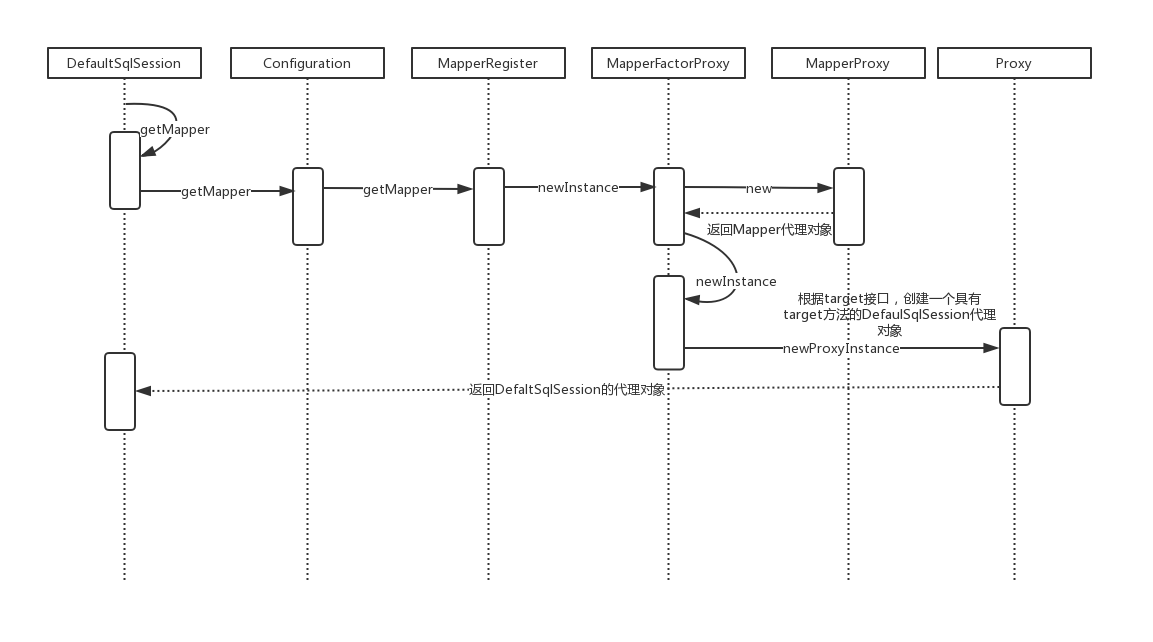 DefaultSqlSession
Configuration
MapperRegister
MapperFactorProxy
MapperProxy
Proxy
getMapper
getMapper
getMapper
newInstance
new
返回Mapper代理对象
newInstance
根据target接口，创建一个具有
target方法的DefaulSqlSession代理
对象
newProxyInstance
返回DefaltSqlSession的代理对象